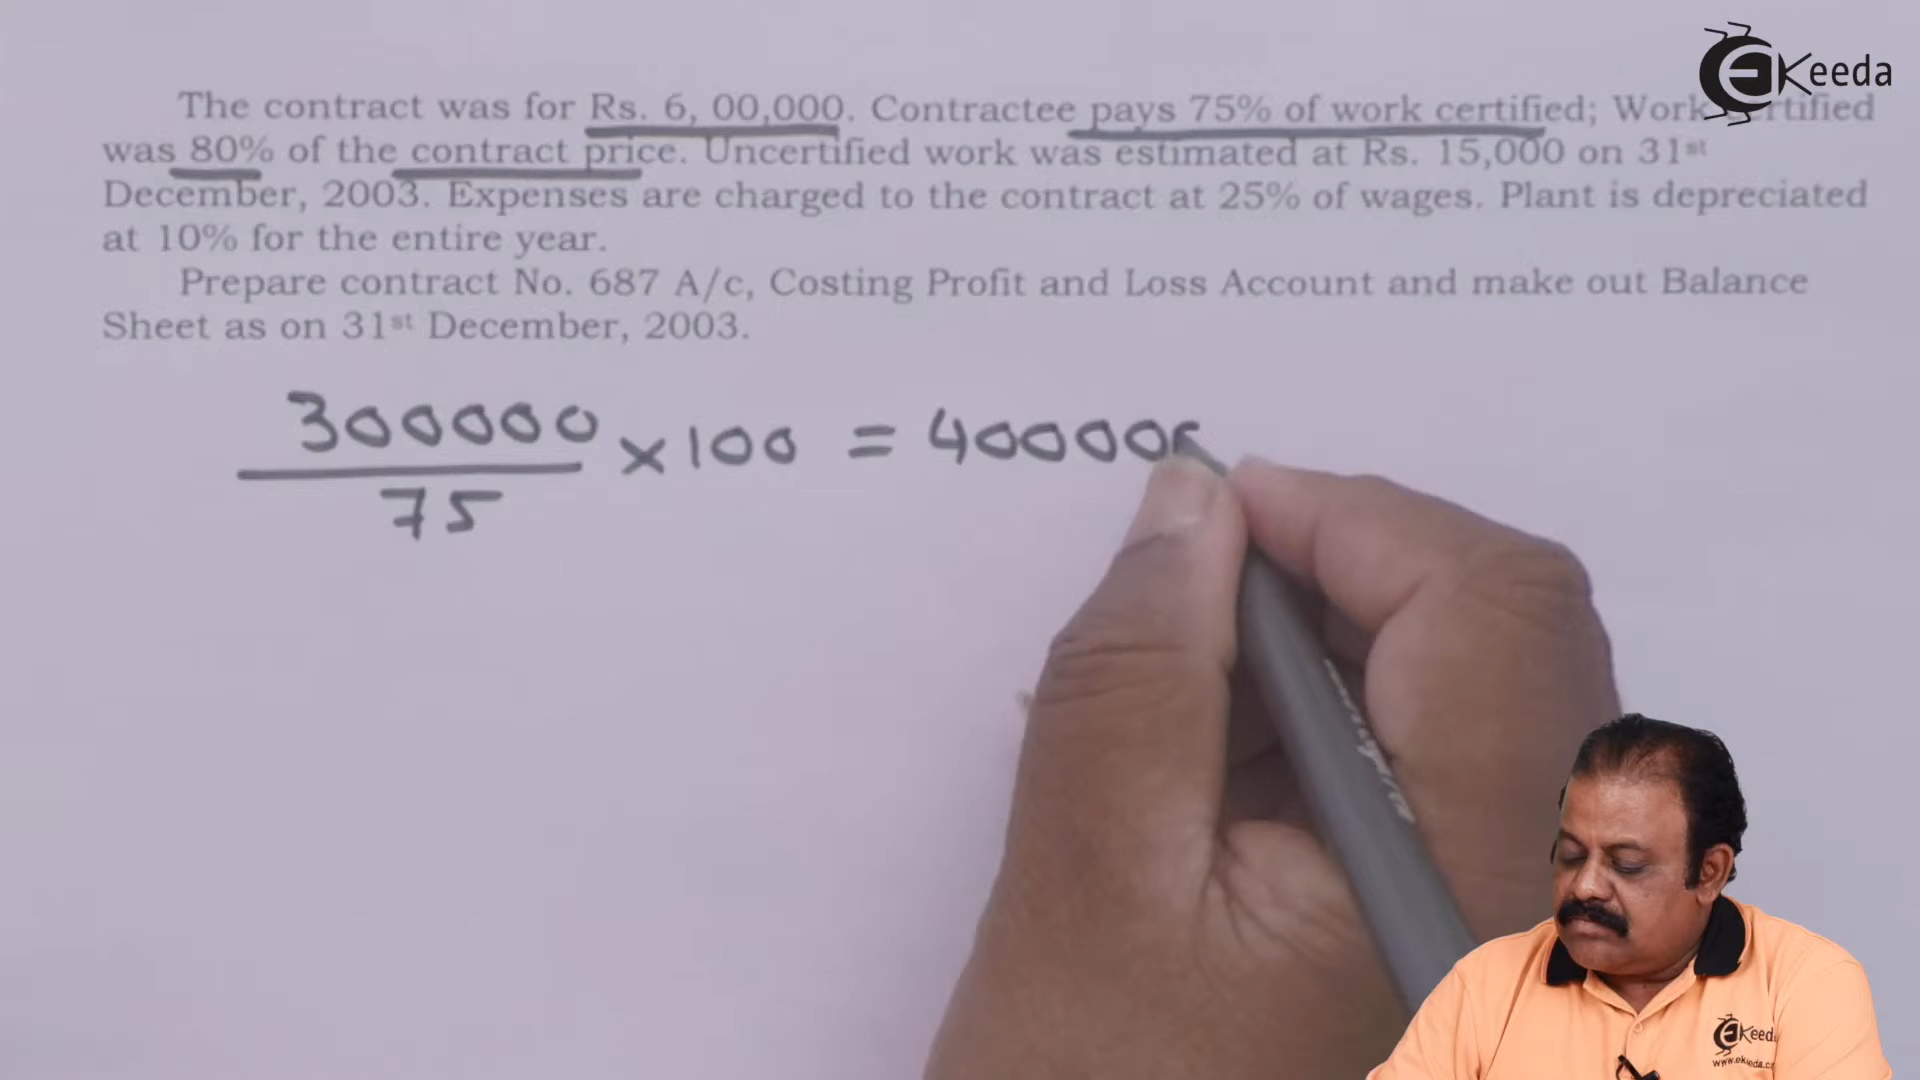 EKeeda
The contract was for Rs. 6, 00,000. Contractee pays 75% of work certified; Work
was 80% of the contract price. Uncertified work was estimated at Rs. 15,000 on 31st
December, 2003. Expenses are charged to the contract at 25% of wages. Plant is depreciated
at 10% for the entire year.
Prepare contract No. 687 A/c, Costing Profit and Loss Account and make out Balance
Sheet as on 31st December, 2003.
300000
75
×100 = 400000
EKeeda